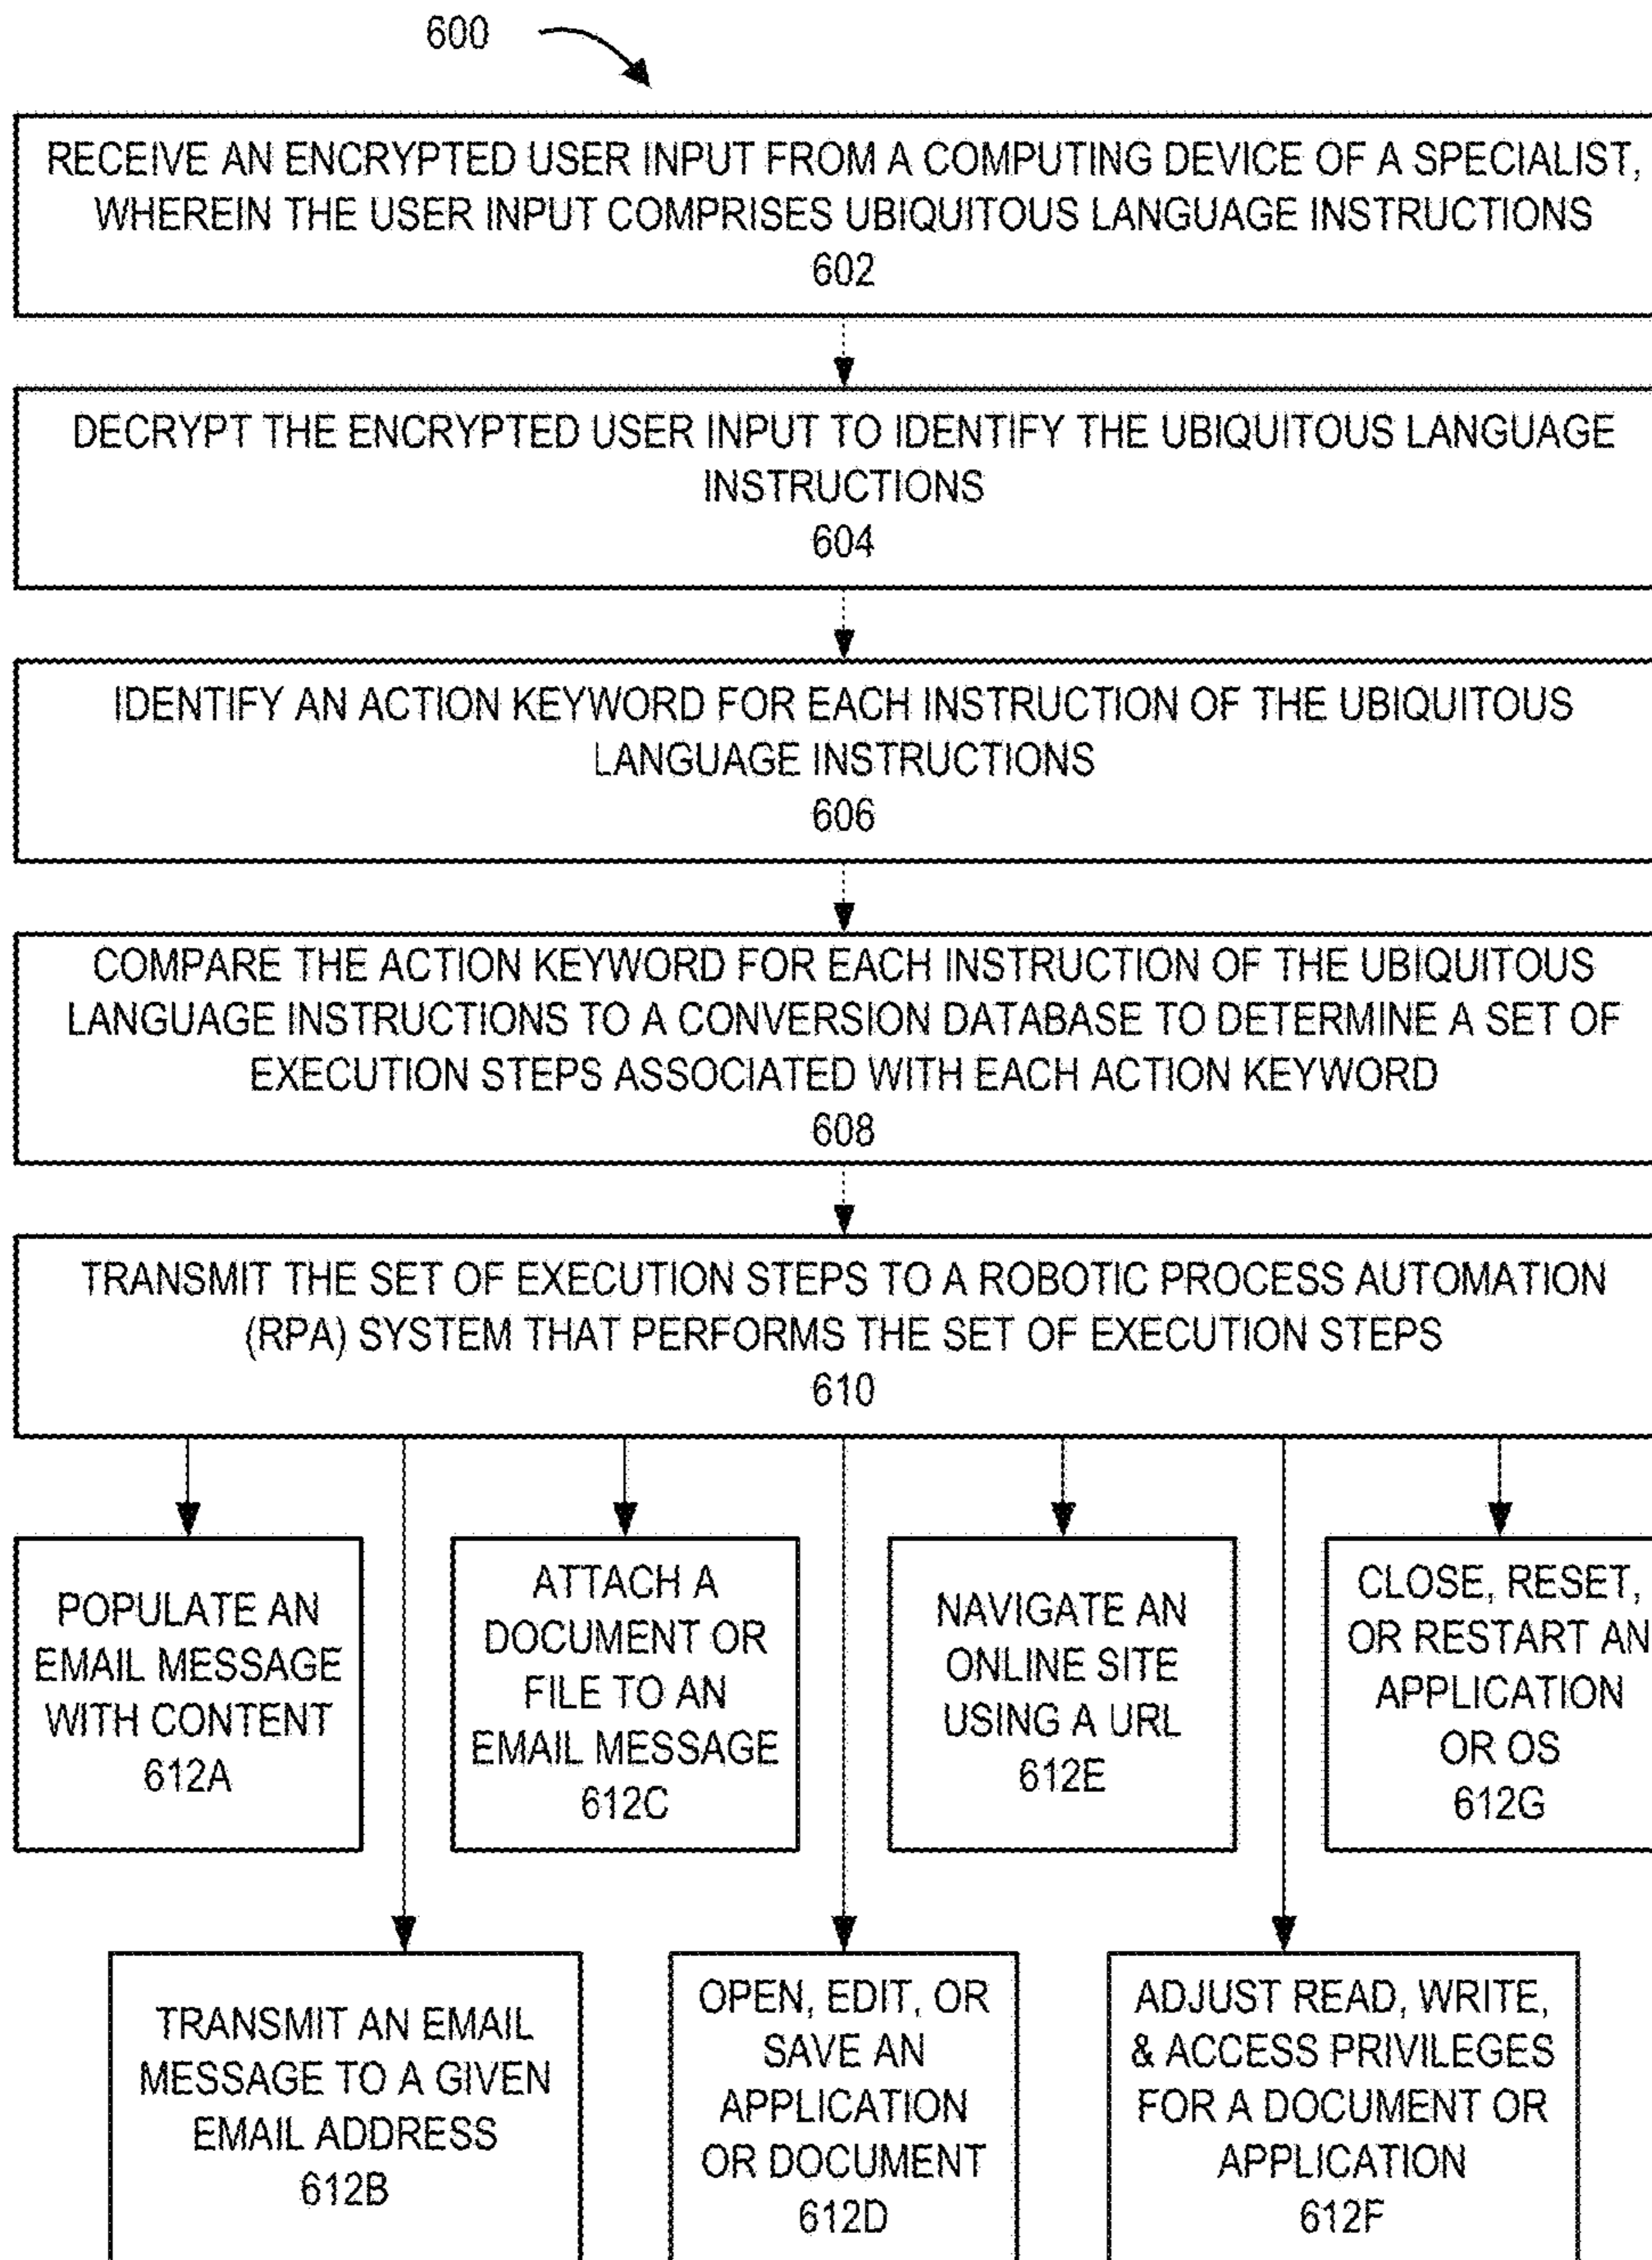 600
RECEIVE AN ENCRYPTED USER INPUT FROM A COMPUTING DEVICE OF A SPECIALIST,
WHEREIN THE USER INPUT COMPRISES UBIQUITOUS LANGUAGE INSTRUCTIONS
602
DECRYPT THE ENCRYPTED USER INPUT TO IDENTIFY THE UBIQUITOUS LANGUAGE
INSTRUCTIONS
604
IDENTIFY AN ACTION KEYWORD FOR EACH INSTRUCTION OF THE UBIQUITOUS
LANGUAGE INSTRUCTIONS
606
COMPARE THE ACTION KEYWORD FOR EACH INSTRUCTION OF THE UBIQUITOUS
LANGUAGE INSTRUCTIONS TO A CONVERSION DATABASE TO DETERMINE A SET OF
EXECUTION STEPS ASSOCIATED WITH EACH ACTION KEYWORD
608
TRANSMIT THE SET OF EXECUTION STEPS TO A ROBOTIC PROCESS AUTOMATION
(RPA) SYSTEM THAT PERFORMS THE SET OF EXECUTION STEPS
610
POPULATE AN
EMAIL MESSAGE
WITH CONTENT
612A
ATTACH A
DOCUMENT OR
FILE TO AN
EMAIL MESSAGE
612C
NAVIGATE AN
ONLINE SITE
USING A URL
612E
CLOSE, RESET,
OR RESTART AN
APPLICATION
OR OS
612G
TRANSMIT AN EMAIL
MESSAGE TO A GIVEN
EMAIL ADDRESS
612B
OPEN, EDIT, OR
SAVE AN
APPLICATION
OR DOCUMENT
612D
ADJUST READ, WRITE,
& ACCESS PRIVILEGES
FOR A DOCUMENT OR
APPLICATION
612F